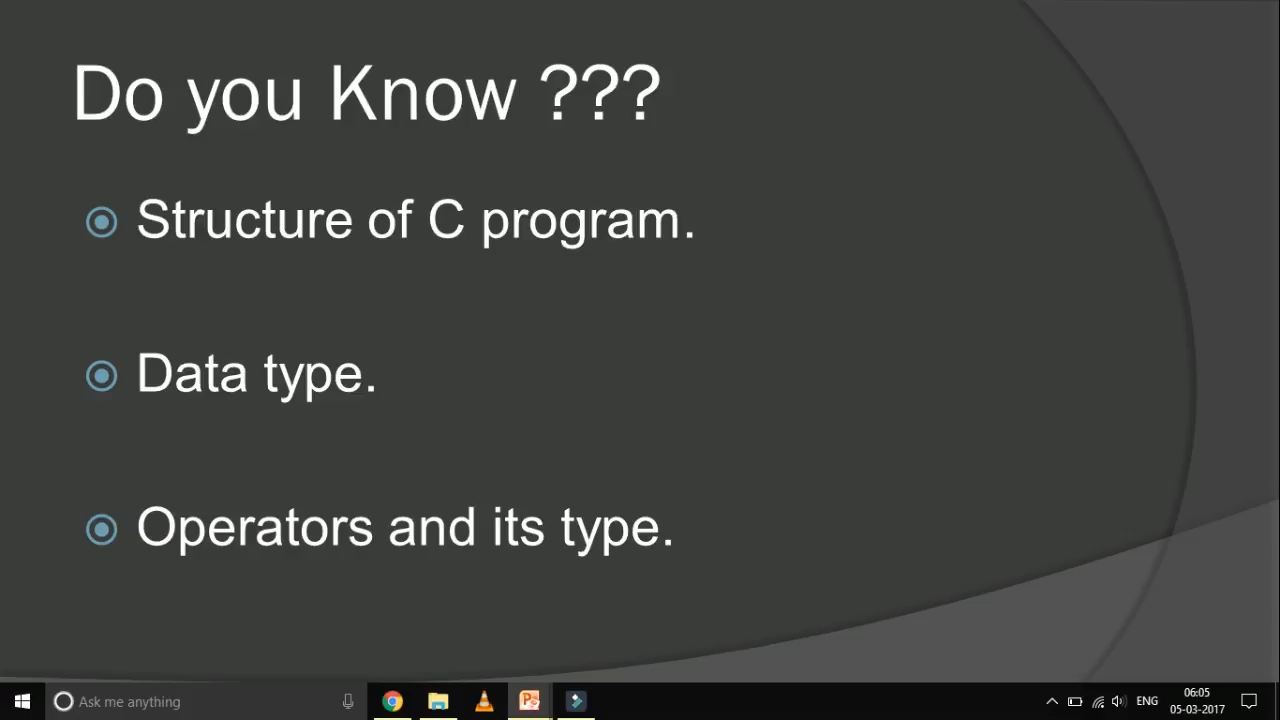 Do you Know ???
Structure of C program.
Data type.
Operators and its type.
Ask me anything
ENG
06:05
05-03-2017